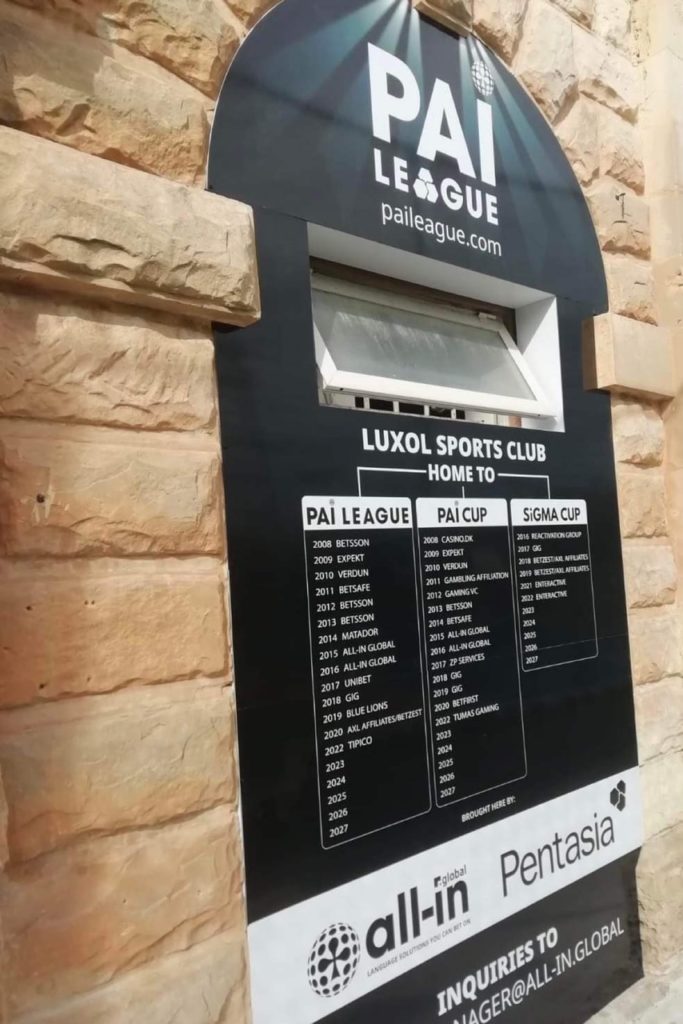 PAi
LEAGUE
paileague.com
LUXOL SPORTS CLUB
HOME TO
PAi LEAGUE
2008 BETSSON
2009 EXPEKT
2010 VERDUN
2011 BETSAFE
2012 BETSSON
2013 BETSSON
2014 MATADOR
2015 ALL-IN GLOBAL
2016 ALL-IN GLOBAL
2017 UNIBET
2018 GIG
2019 BLUE LIONS
2020 AXL AFFILIATES/BETZEST
2022 TIPICO
2023
2024
2025
2026
2027
PAi CUP
2008 CASINO.DK
2009 EXPEKT
2010 VERDUN
2011 GAMBLING AFFILIATION
2012 GAMING VC
2013 BETSSON
2014 BETSAFE
2015 ALL-IN GLOBAL
2016 ALL-IN GLOBAL
2017 ZP SERVICES
2018 GIG
2019 GIG
2020 BETFIRST
2022 TUMAS GAMING
2023
2024
2025
2026
2027
SiGMA CUP
2016 REACTIVATION GROUP
2017 GIG
2018 BETZEST/AXL AFFILIATES
2019 BETZEST/AXL AFFILIATES
2021 ENTERACTIVE
2022 ENTERACTIVE
2023
2024
2025
2026
2027
BROUGHT HERE BY:
all-in global
LANGUAGE SOLUTIONS YOU CAN BET ON
Pentasia
INQUIRIES TO
NAGER@ALL-IN.GLOBAL